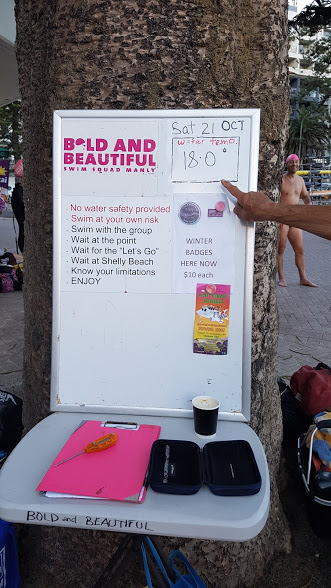 Sat 21 OCT
water temp.
18.0°
BOLD AND
BEAUTIFUL
SWIM SQUAD MANLY
No water safety provided
- Swim at your own risk
- Swim with the group
- Wait at the point
- Wait for the "Let's Go"
- Wait at Shelly Beach
- Know your limitations
- ENJOY
WINTER
BADGES
HERE NOW
$10 each
BOLD and BEAUTIFUL